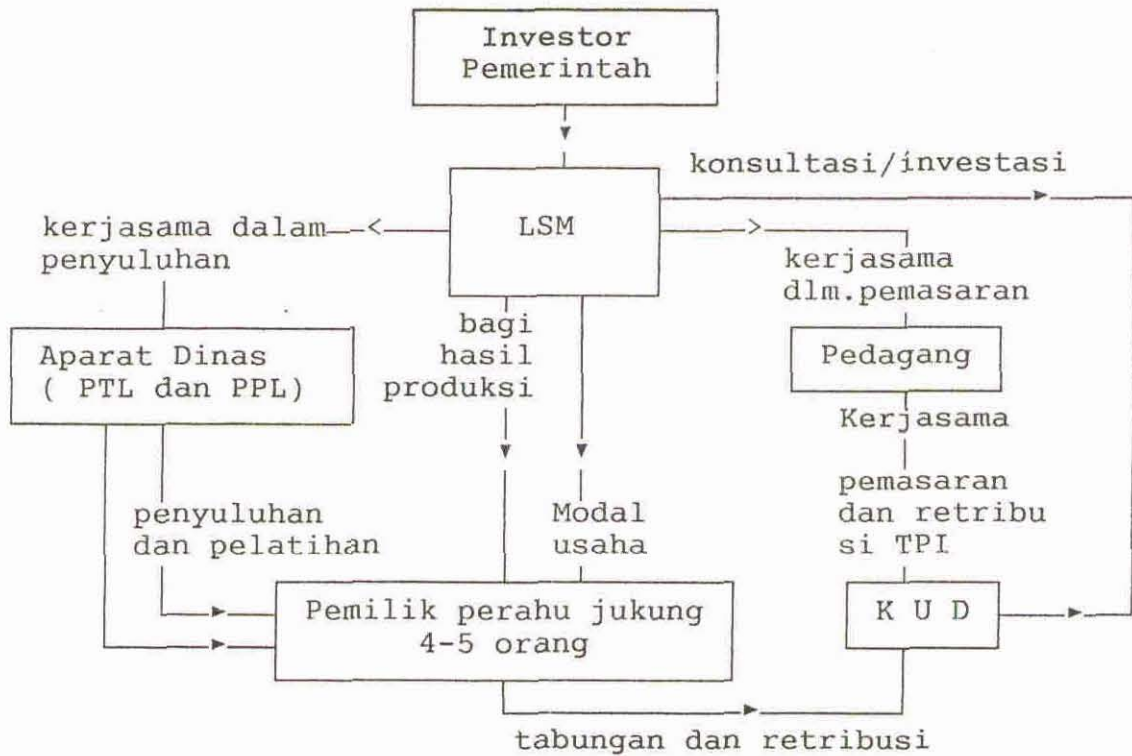 Investor
Pemerintah
konsultasi/investasi
LSM
kerjasama dalam
penyuluhan
kerjasama
dlm.pemasaran
bagi
hasil
produksi
Aparat Dinas
( PTL dan PPL)
Pedagang
Kerjasama
pemasaran
dan retribu
si TPI
penyuluhan
dan pelatihan
Modal
usaha
Pemilik perahu jukung
4-5 orang
K U D
tabungan dan retribusi